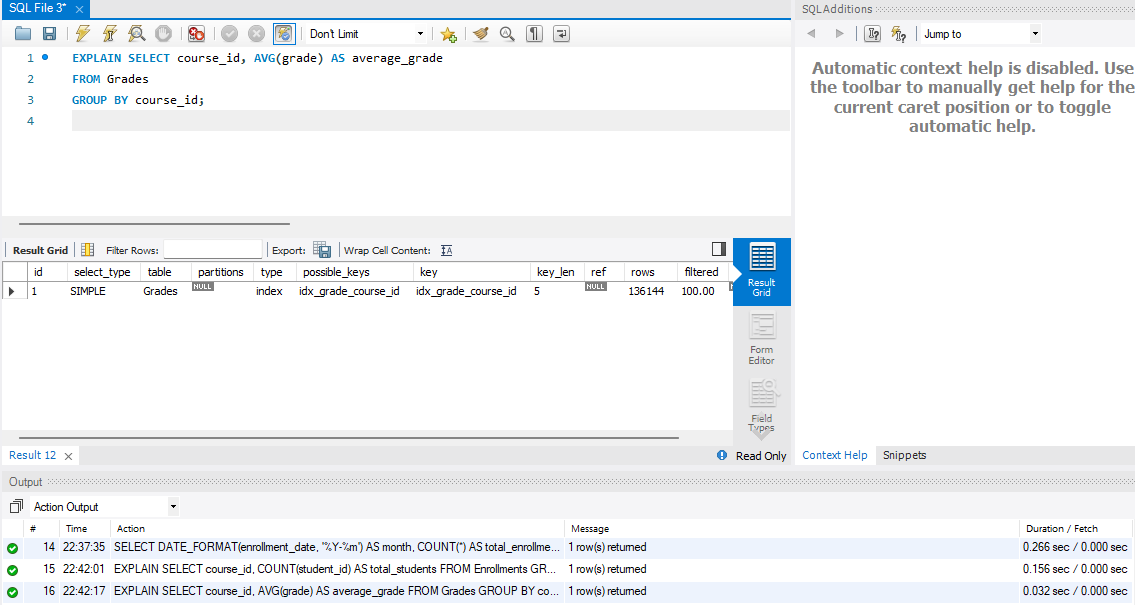 SQL File 3*
Don't Limit
1 EXPLAIN SELECT course_id, AVG(grade) AS average_grade
2 FROM Grades
3 GROUP BY course_id;
4
SQLAdditions
Jump to
Automatic context help is disabled. Use
the toolbar to manually get help for the
current caret position or to toggle
automatic help.
Result Grid Filter Rows: Export: Wrap Cell Content:
id select_type table partitions type possible_keys key key_len ref rows filtered
1 SIMPLE Grades NULL index idx_grade_course_id idx_grade_course_id 5 NULL 136144 100.00
Result
Grid
Form
Editor
Field
Types
Result 12
Read Only
Context Help Snippets
Output
Action Output
# Time Action Message Duration / Fetch
14 22:37:35 SELECT DATE_FORMAT(enrollment_date, '%Y-%m') AS month, COUNT(*) AS total_enrollme... 1 row(s) returned 0.266 sec / 0.000 sec
15 22:42:01 EXPLAIN SELECT course_id, COUNT(student_id) AS total_students FROM Enrollments GR... 1 row(s) returned 0.156 sec / 0.000 sec
16 22:42:17 EXPLAIN SELECT course_id, AVG(grade) AS average_grade FROM Grades GROUP BY co... 1 row(s) returned 0.032 sec / 0.000 sec